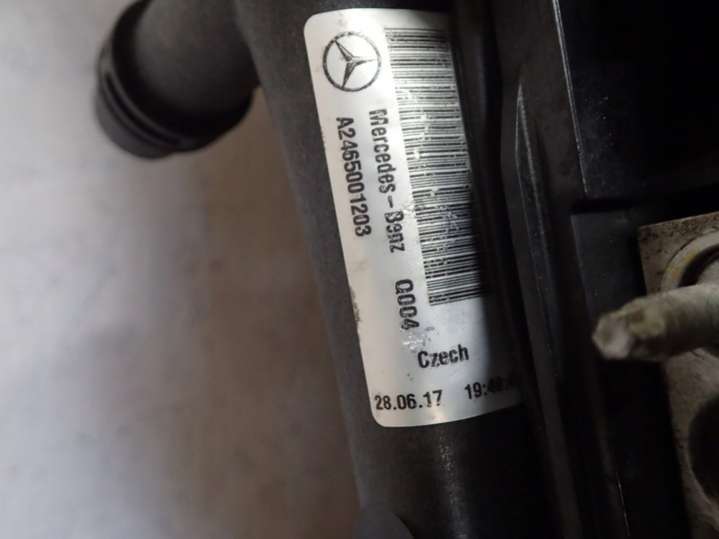 Mercedes-Benz
A2465001203
Q004
Czech
28.06.17